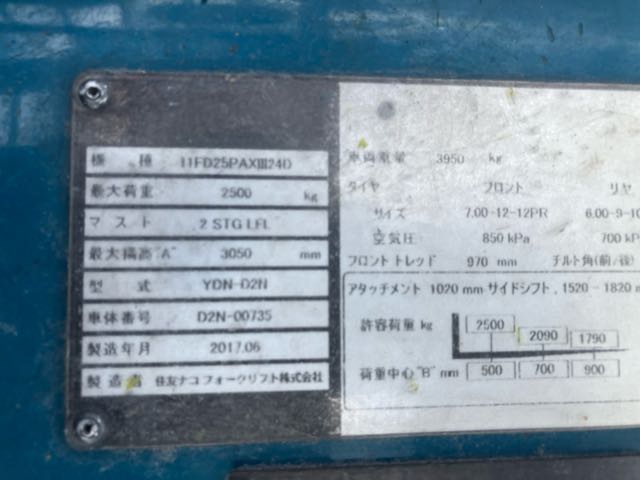 機種 11FD25PAXⅢ24D
最大荷重 2500 kg
マスト 2 STG LFL
最大揚高"A" 3050 mm
型式 YDN-D2N
車体番号 D2N-00735
製造年月 2017.06
製造者 住友ナコ フォークリフト株式会社
車両重量 3950 kg
タイヤ フロント リヤ
サイズ 7.00-12-12PR 6.00-9-10
空気圧 850 kPa 700 kP
フロントトレッド 970 mm チルト角(前/後)
アタッチメント 1020 mm サイドシフト, 1520 - 1820 m
許容荷重 kg 2500 2090 1790
荷重中心"B" mm 500 700 900